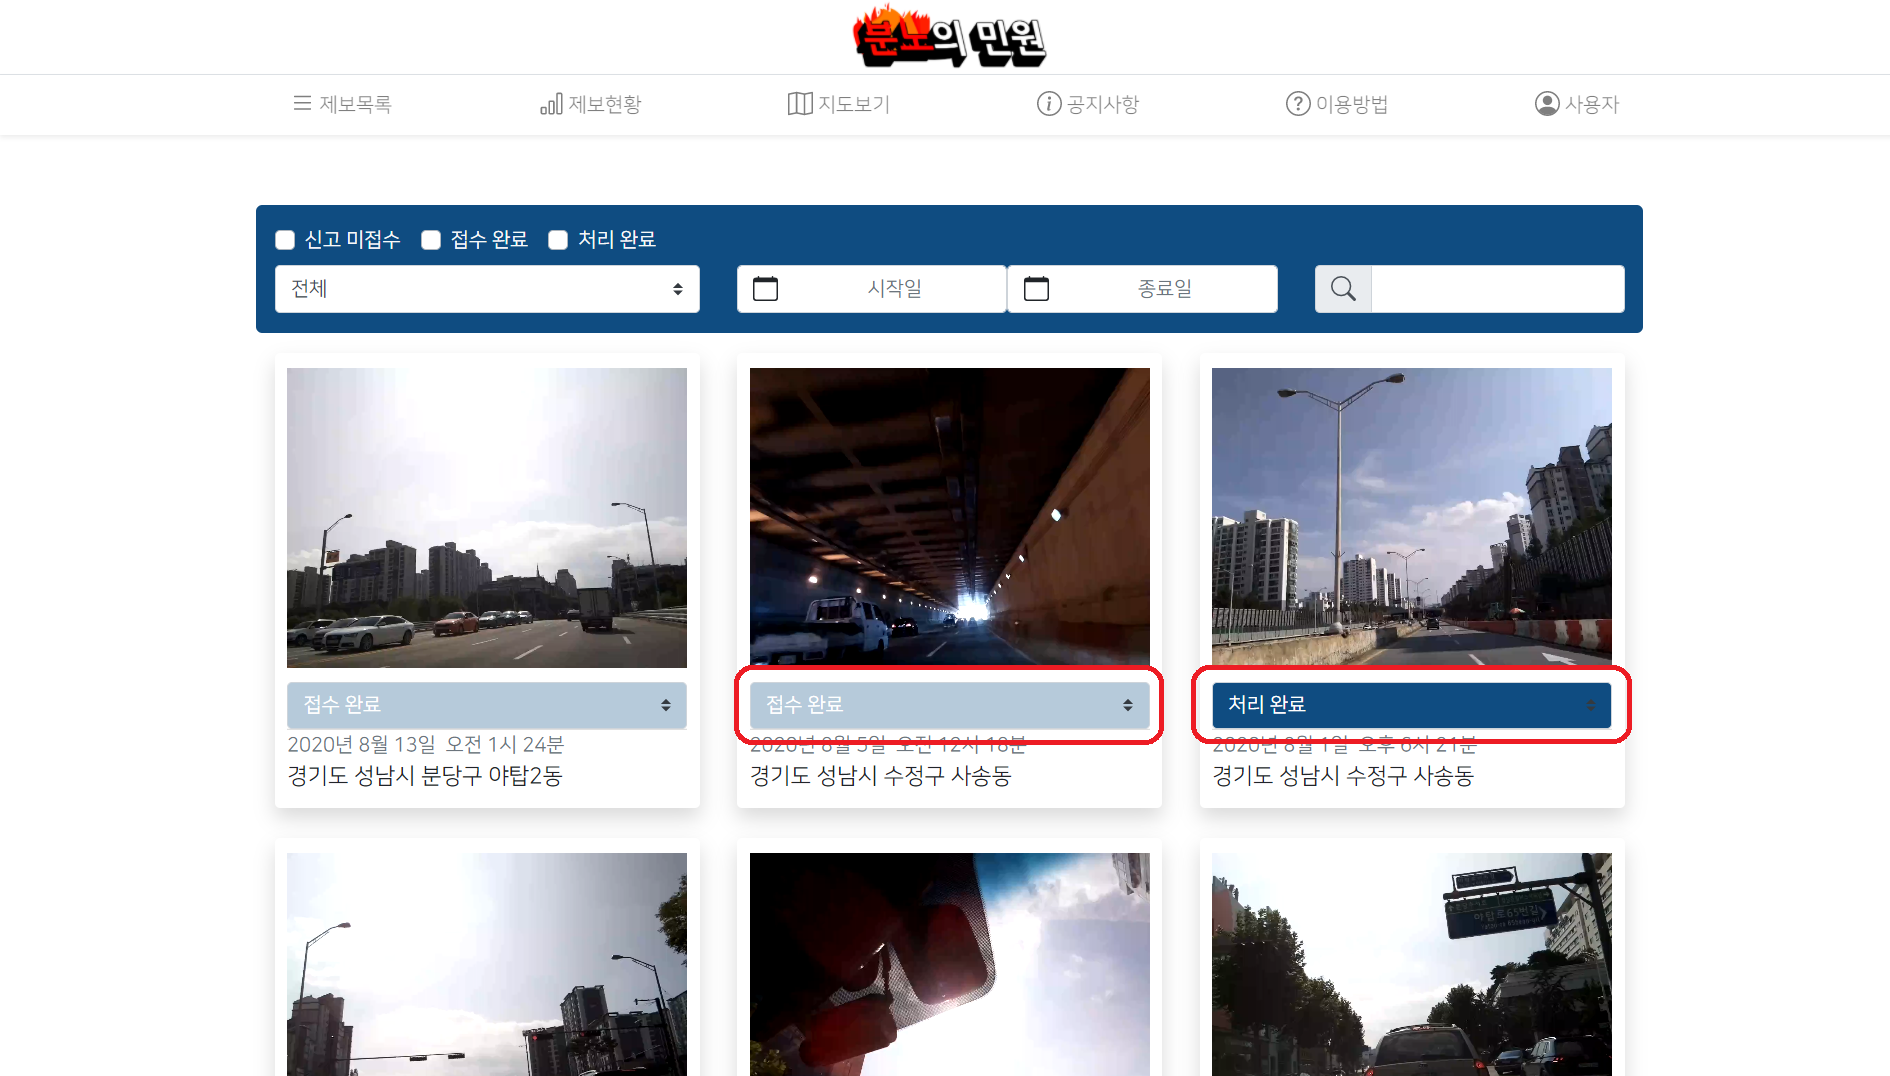 분노의 민원
제보목록
제보현황
지도보기
공지사항
이용방법
사용자
신고 미접수
접수 완료
처리 완료
전체
시작일
종료일
접수 완료
2020년 8월 13일 오전 1시 24분
경기도 성남시 분당구 야탑2동
접수 완료
2020년 8월 5일 오전 12시 18분
경기도 성남시 수정구 사송동
처리 완료
2020년 8월 1일 오후 6시 21분
경기도 성남시 수정구 사송동
야탑로65번길